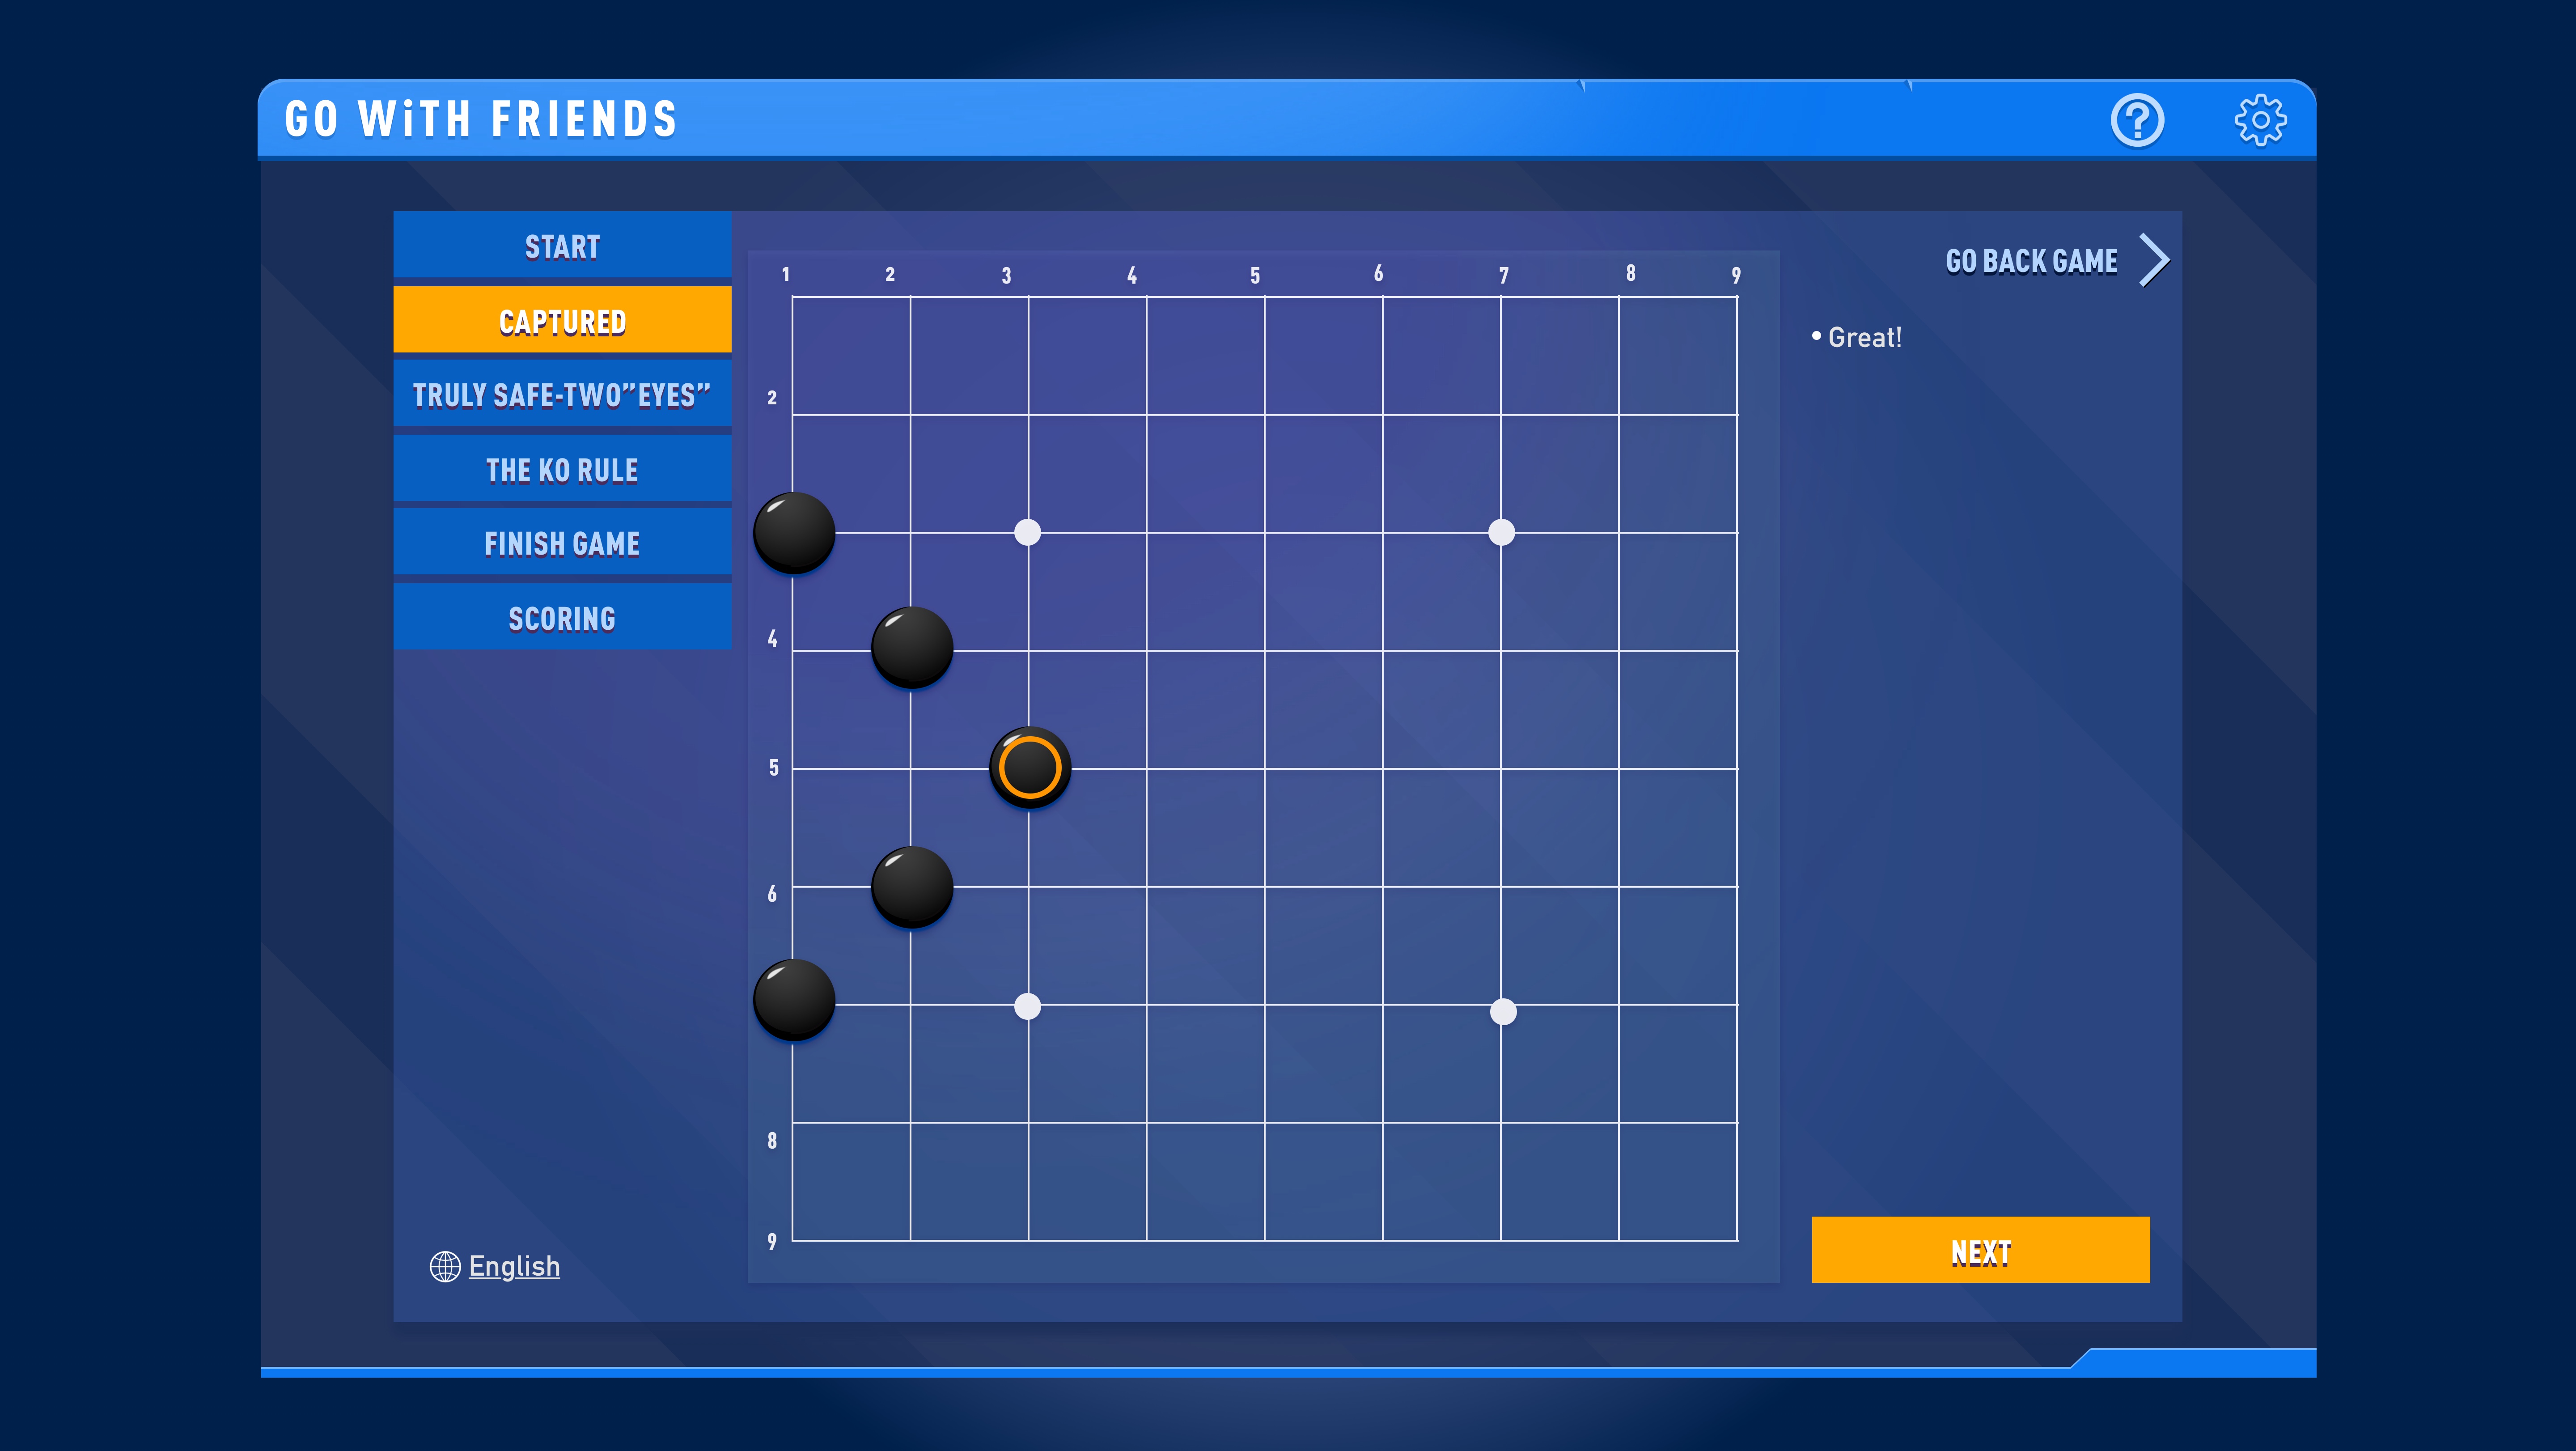 GO WiTH FRIENDS
START
CAPTURED
TRULY SAFE-TWO”EYES”
THE KO RULE
FINISH GAME
SCORING
English
1 2 3 4 5 6 7 8 9
2
4
5
6
8
9
GO BACK GAME
• Great!
NEXT